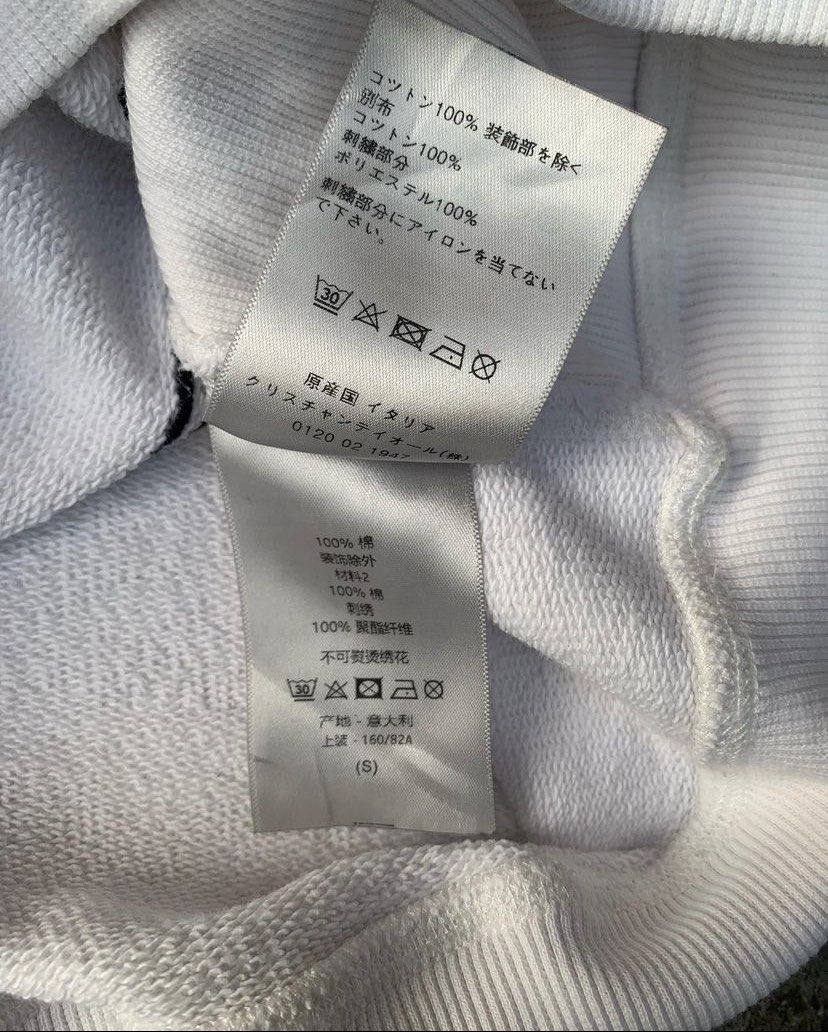 コットン100% 装飾部を除く
別布
コットン100%
刺繍部分
ポリエステル100%
刺繍部分にアイロンを当てない
で下さい。
30
原産国 イタリア
クリスチャンディオール(株)
0120 02 1947
100% 棉
装饰除外
材料2
100% 棉
刺绣
100% 聚酯纤维
不可熨烫绣花
30
产地 - 意大利
上装 - 160/82A
(S)